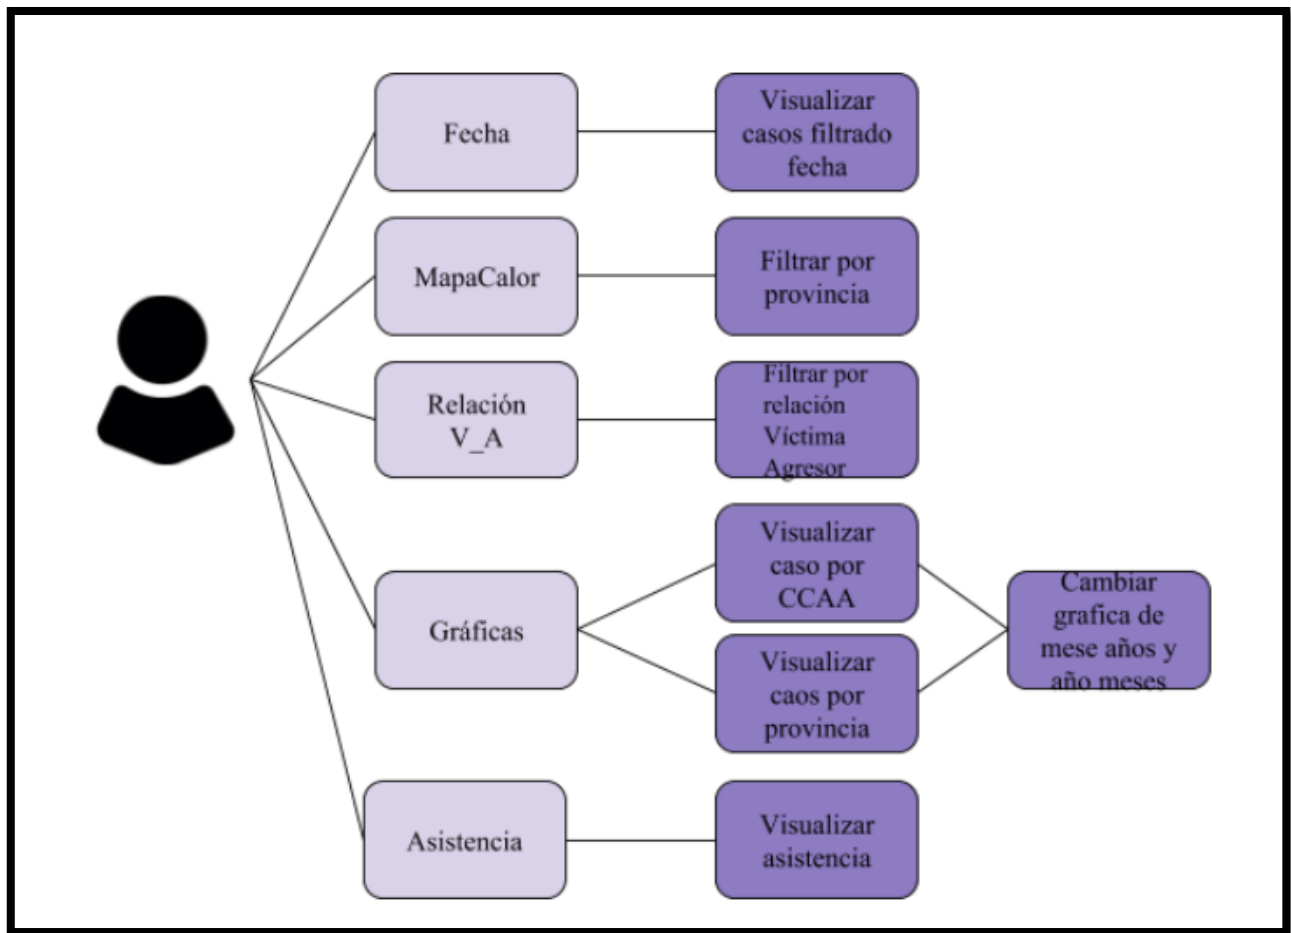 Fecha
Visualizar
casos filtrado
fecha
MapaCalor
Filtrar por
provincia
Relación
V_A
Filtrar por
relación
Víctima
Agresor
Gráficas
Visualizar
caso por
CCAA
Visualizar
caos por
provincia
Cambiar
grafica de
mese años y
año meses
Asistencia
Visualizar
asistencia